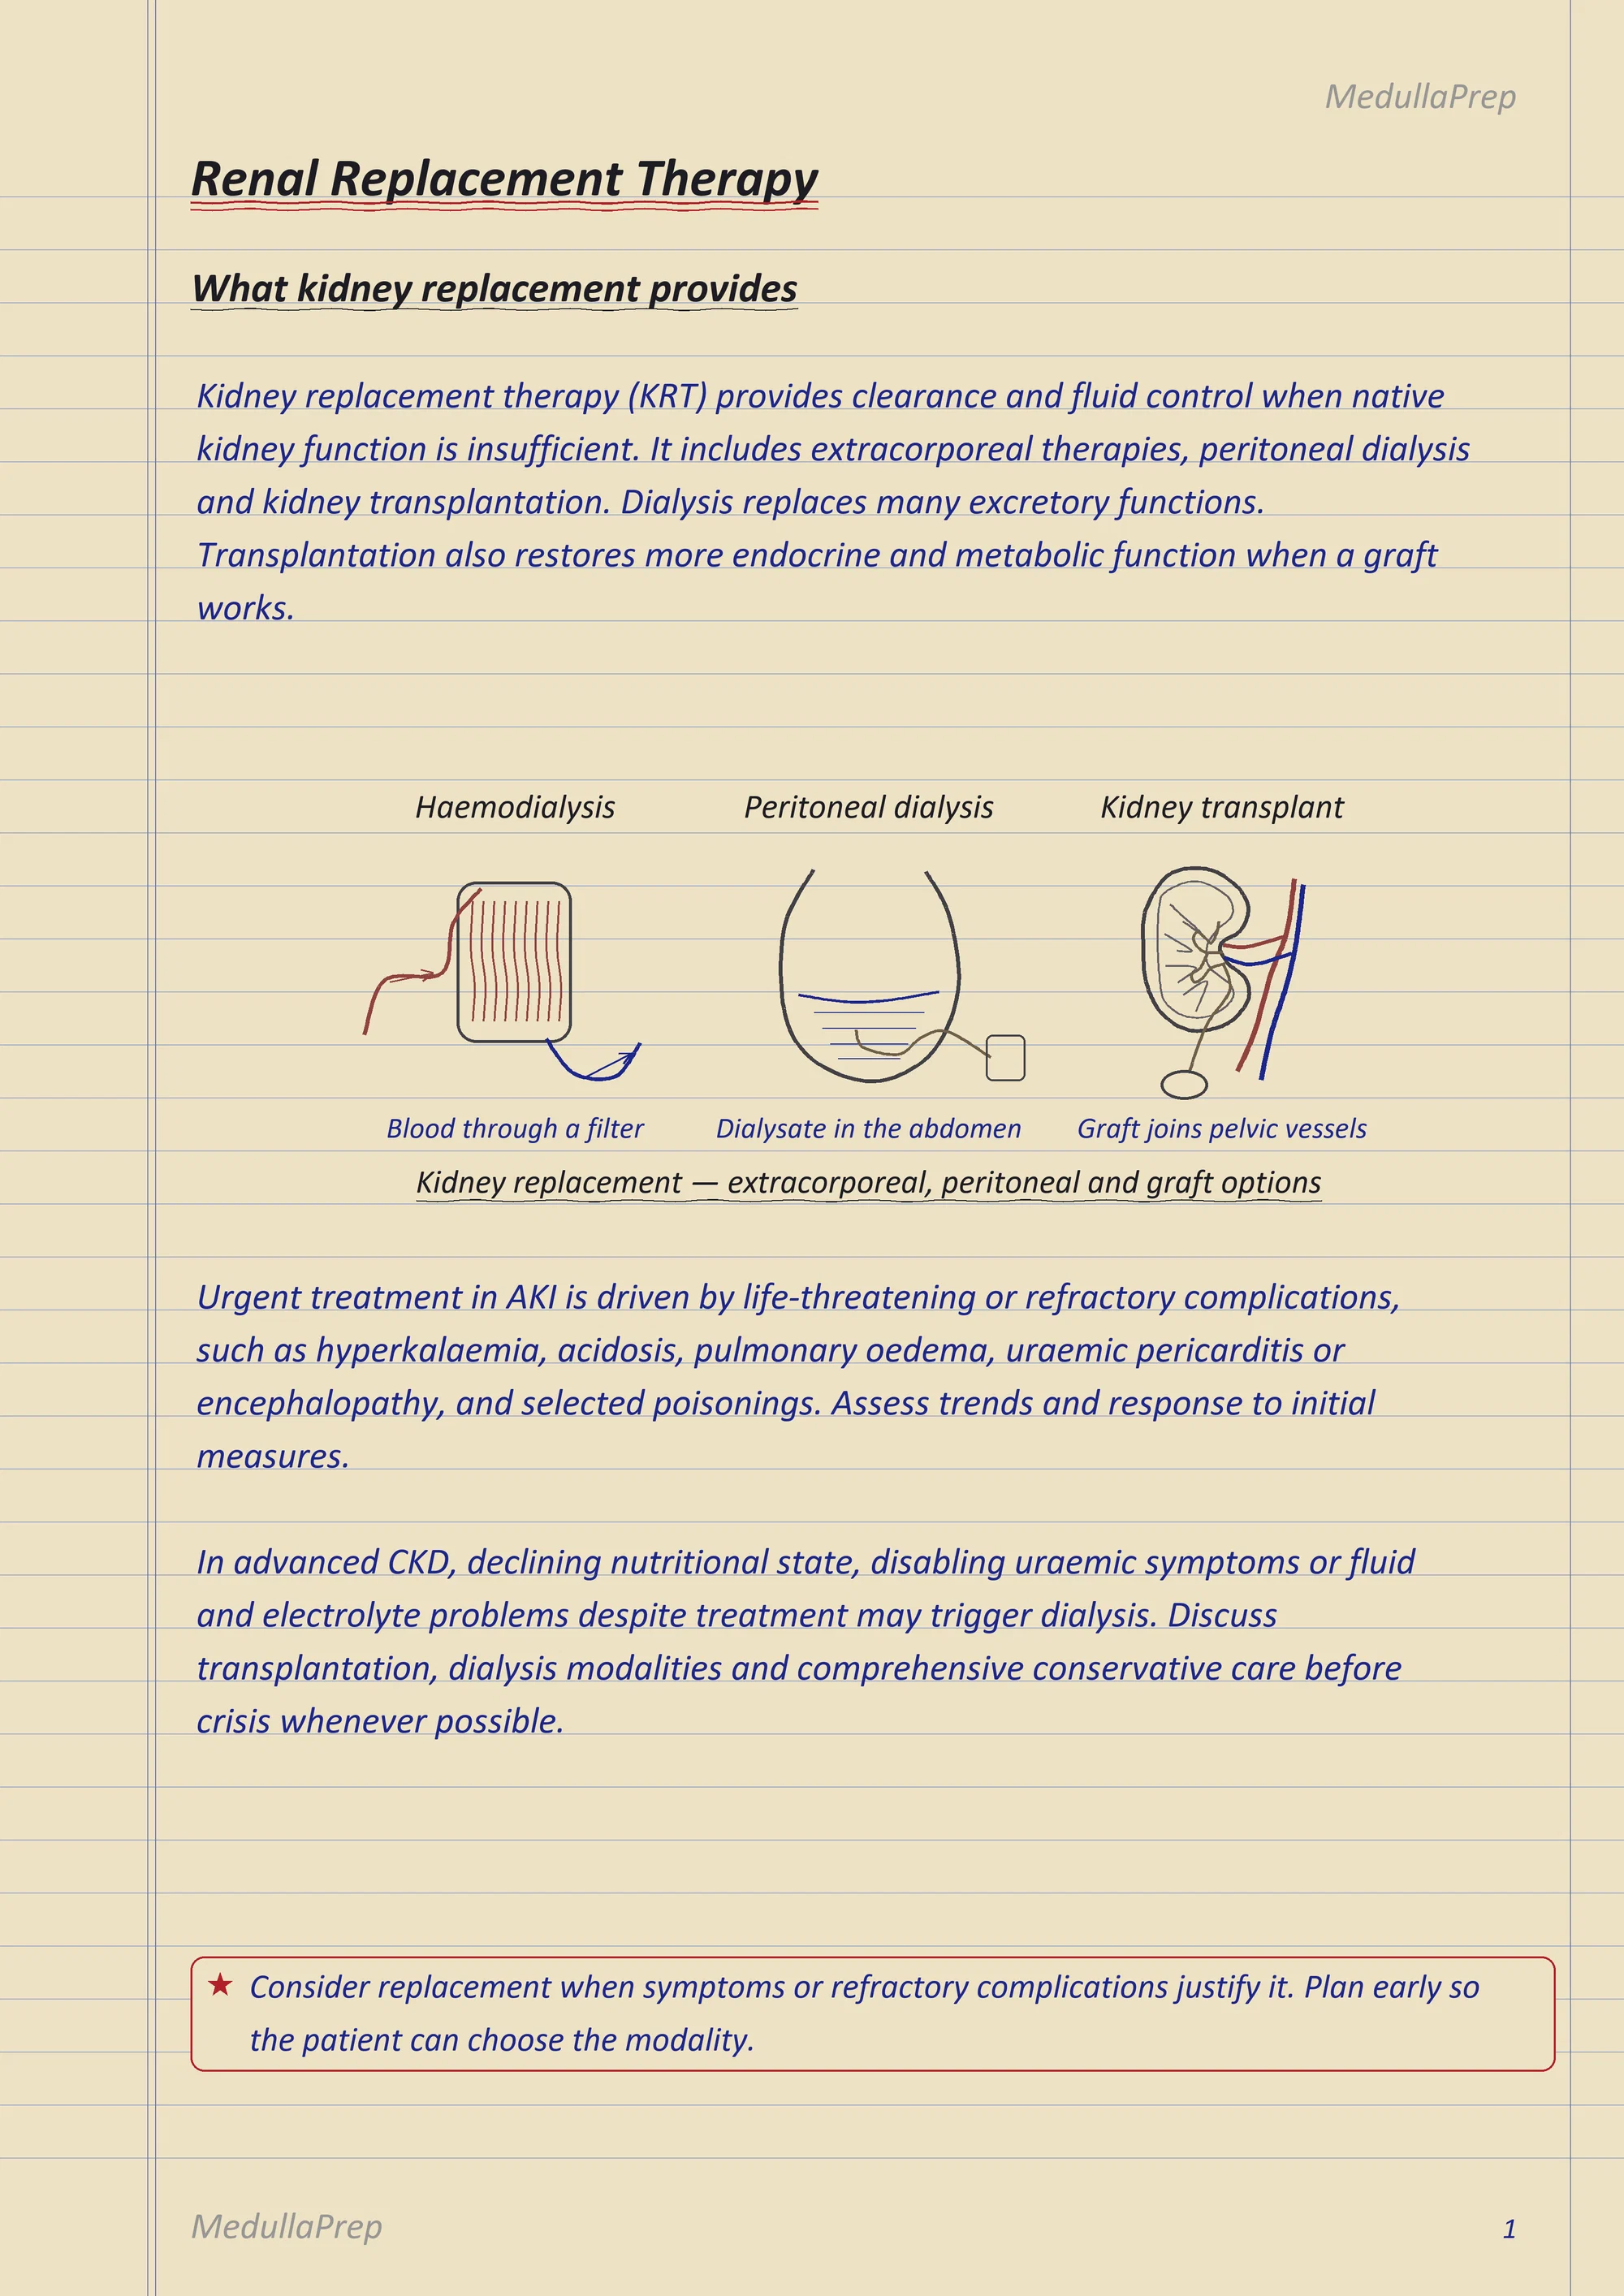 MedullaPrep
Renal Replacement Therapy
What kidney replacement provides
Kidney replacement therapy (KRT) provides clearance and fluid control when native
kidney function is insufficient. It includes extracorporeal therapies, peritoneal dialysis
and kidney transplantation. Dialysis replaces many excretory functions.
Transplantation also restores more endocrine and metabolic function when a graft
works.
Haemodialysis
Peritoneal dialysis
Kidney transplant
Blood through a filter
Dialysate in the abdomen
Graft joins pelvic vessels
Kidney replacement — extracorporeal, peritoneal and graft options
Urgent treatment in AKI is driven by life-threatening or refractory complications,
such as hyperkalaemia, acidosis, pulmonary oedema, uraemic pericarditis or
encephalopathy, and selected poisonings. Assess trends and response to initial
measures.
In advanced CKD, declining nutritional state, disabling uraemic symptoms or fluid
and electrolyte problems despite treatment may trigger dialysis. Discuss
transplantation, dialysis modalities and comprehensive conservative care before
crisis whenever possible.
★ Consider replacement when symptoms or refractory complications justify it. Plan early so
the patient can choose the modality.
MedullaPrep
1